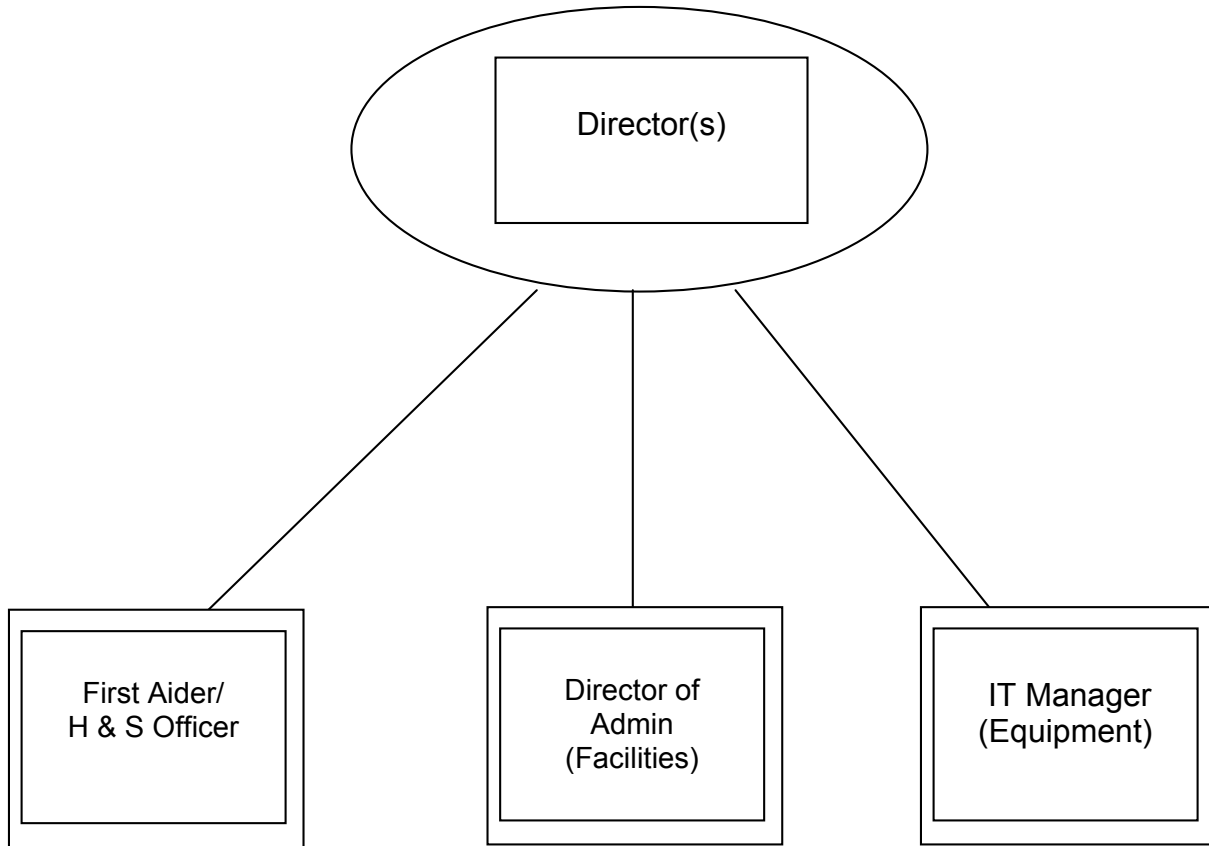 Director(s)
First Aider/
H & S Officer
Director of
Admin
(Facilities)
IT Manager
(Equipment)